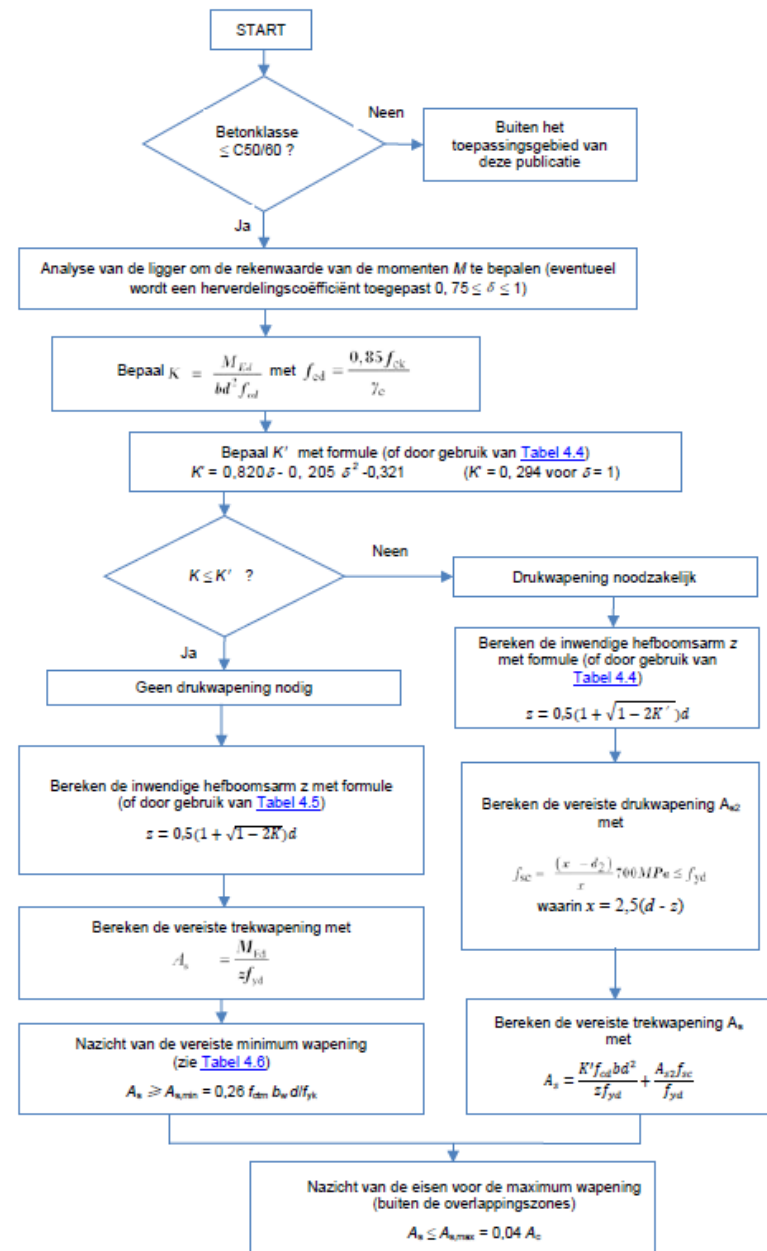 START
Betonklasse
≤ C50/60 ?
Neen
Buiten het
toepassingsgebied van
deze publicatie
Ja
Analyse van de ligger om de rekenwaarde van de momenten M te bepalen (eventueel
wordt een herverdelingscoëfficiënt toegepast 0, 75 ≤ δ ≤ 1)
Bepaal K = M_Ed / (bd² f_cd) met f_cd = 0,85 f_ck / γ_c
Bepaal K' met formule (of door gebruik van Tabel 4.4)
K' = 0,820δ - 0, 205 δ² -0,321 (K' = 0, 294 voor δ = 1)
K ≤ K' ?
Neen
Drukwapening noodzakelijk
Ja
Geen drukwapening nodig
Bereken de inwendige hefboomsarm z
met formule (of door gebruik van
Tabel 4.4)
z = 0,5(1 + √(1 − 2K´))d
Bereken de inwendige hefboomsarm z met formule
(of door gebruik van Tabel 4.5)
z = 0,5(1 + √(1 − 2K))d
Bereken de vereiste drukwapening A_s2
met
f_sc = (x − d_2) / x 700MPa ≤ f_yd
waarin x = 2,5(d - z)
Bereken de vereiste trekwapening met
A_s = M_Ed / (z f_yd)
Bereken de vereiste trekwapening A_s
met
A_s = K' f_cd bd² / (z f_yd) + A_s2 f_sc / f_yd
Nazicht van de vereiste minimum wapening
(zie Tabel 4.6)
A_s ⩾ A_s,min = 0,26 f_ctm b_w d/f_yk
Nazicht van de eisen voor de maximum wapening
(buiten de overlappingszones)
A_s ≤ A_s,max = 0,04 A_c